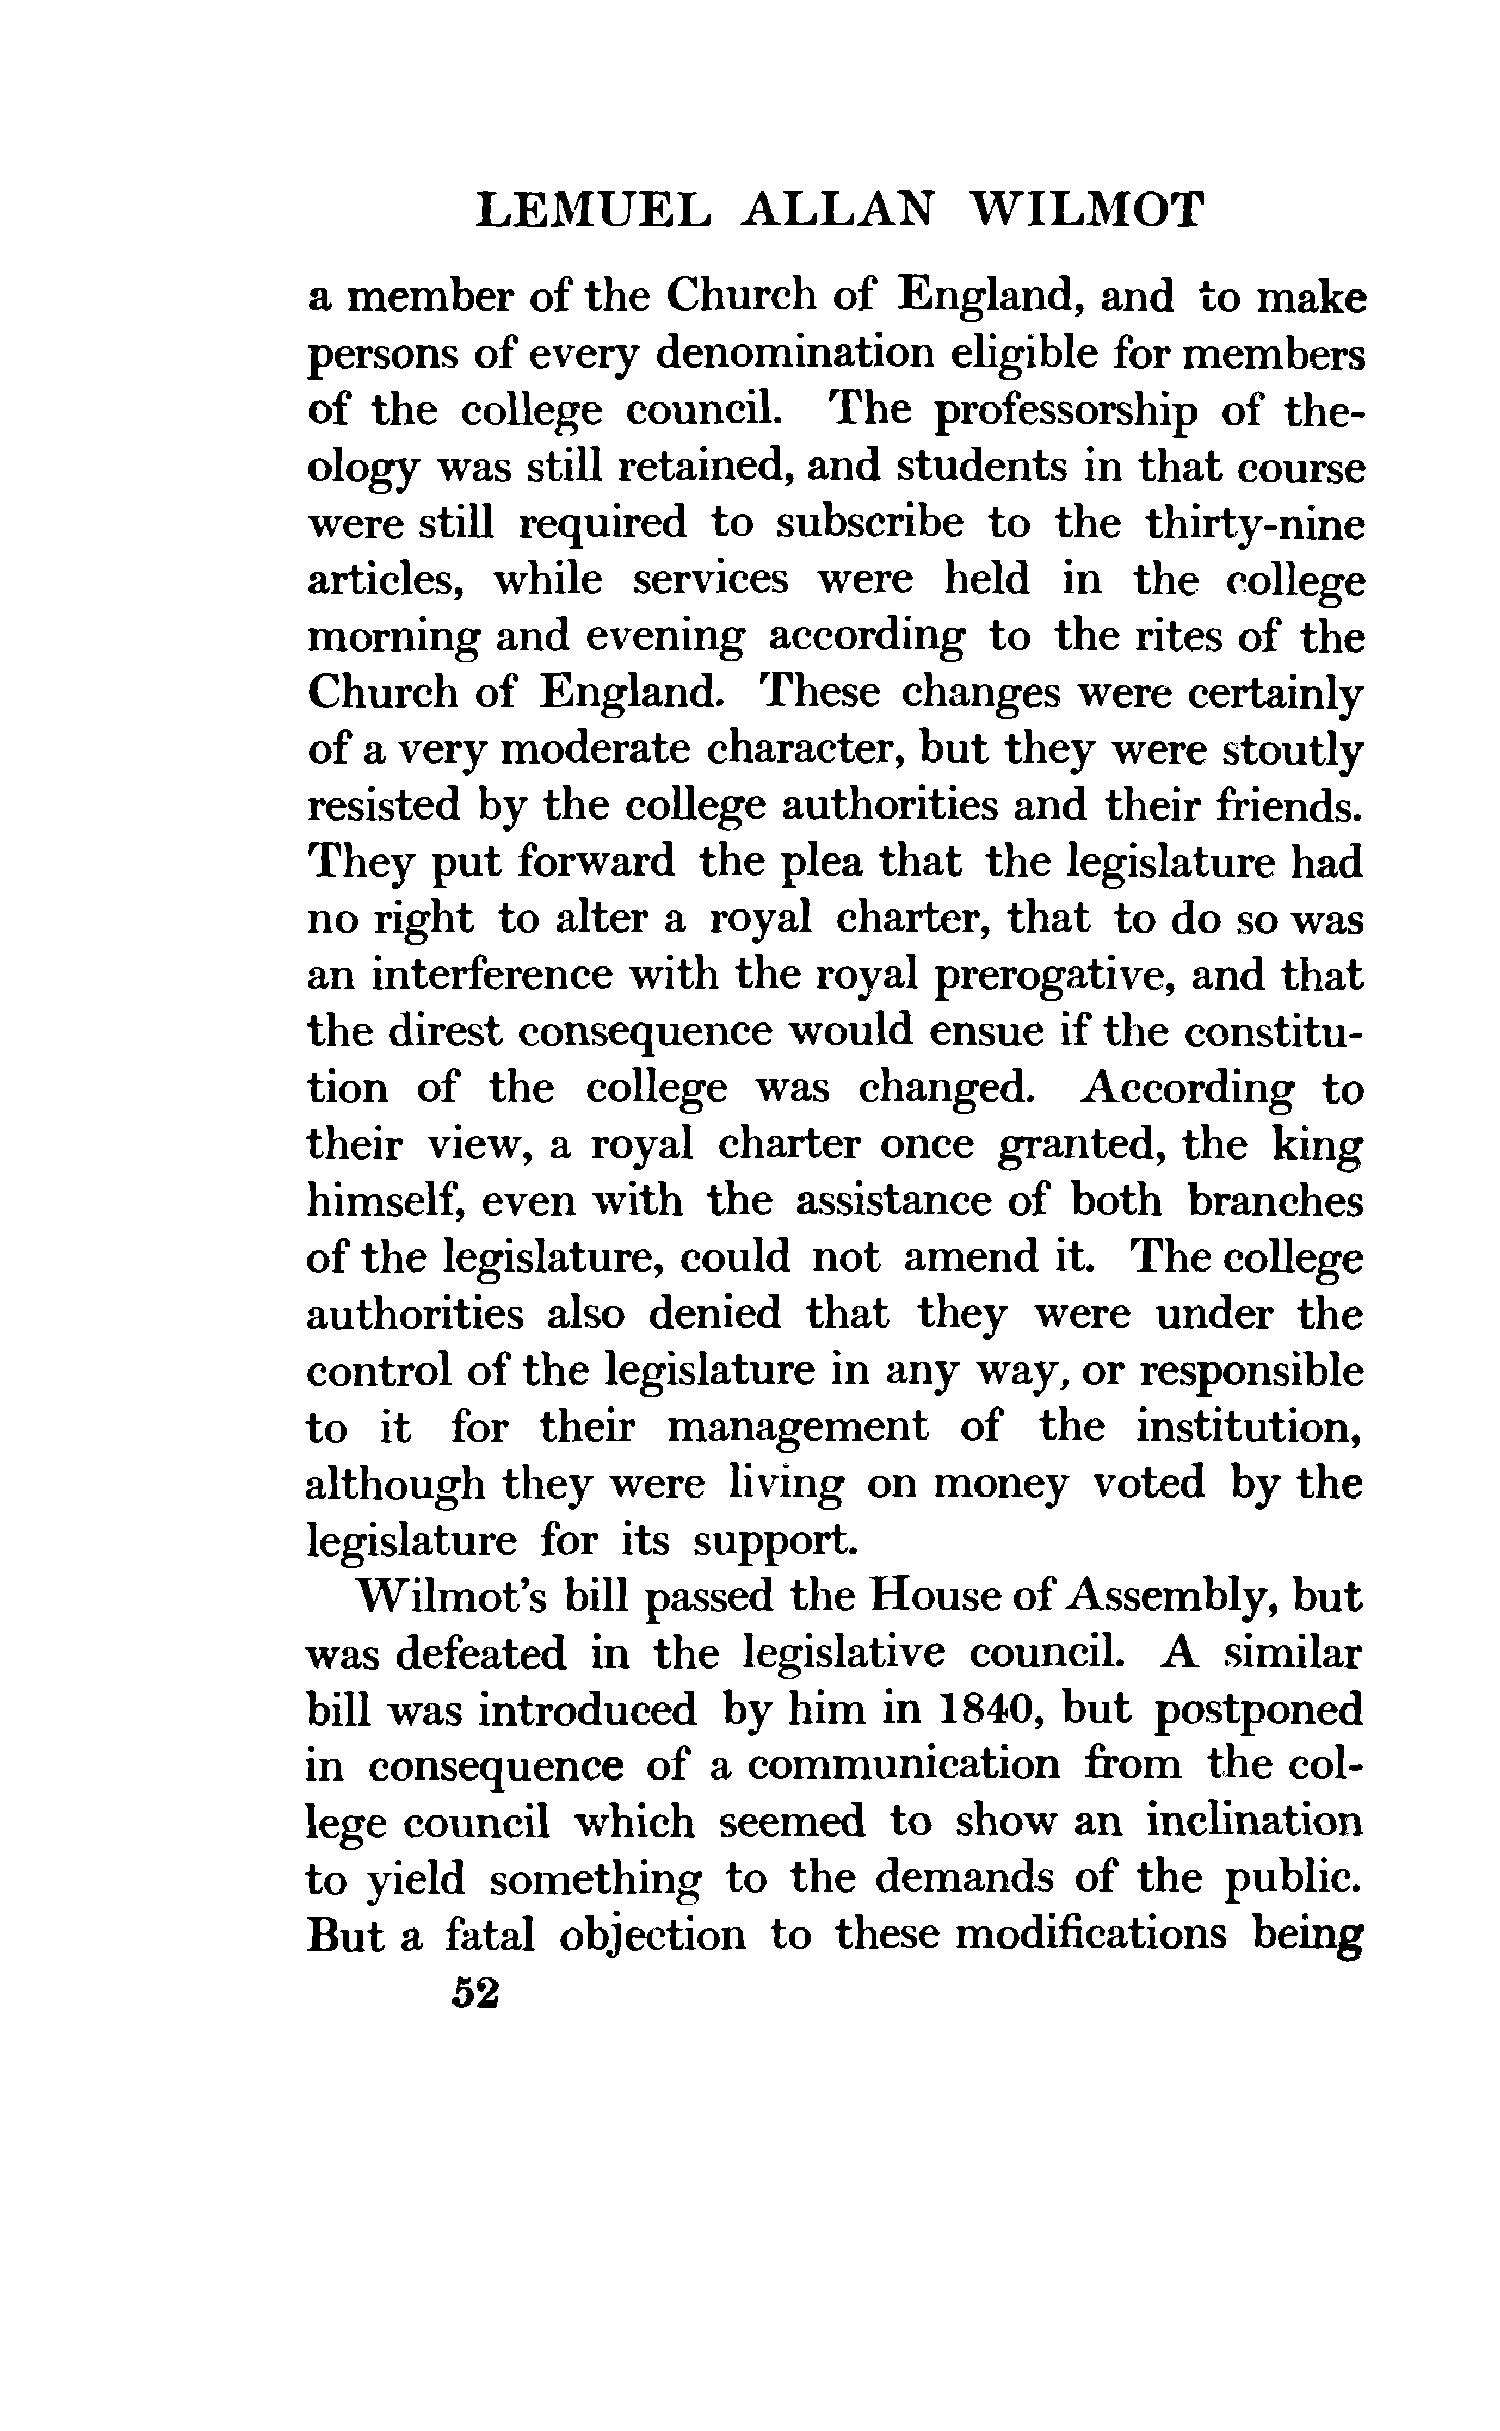 LEMUEL ALLAN WILMOT
a member of the Church of England, and to make
persons of every denomination eligible for members
of the college council. The professorship of the-
ology was still retained, and students in that course
were still required to subscribe to the thirty-nine
articles, while services were held in the college
morning and evening according to the rites of the
Church of England. These changes were certainly
of a very moderate character, but they were stoutly
resisted by the college authorities and their friends.
They put forward the plea that the legislature had
no right to alter a royal charter, that to do so was
an interference with the royal prerogative, and that
the direst consequence would ensue if the constitu-
tion of the college was changed. According to
their view, a royal charter once granted, the king
himself, even with the assistance of both branches
of the legislature, could not amend it. The college
authorities also denied that they were under the
control of the legislature in any way, or responsible
to it for their management of the institution,
although they were living on money voted by the
legislature for its support.
Wilmot's bill passed the House of Assembly, but
was defeated in the legislative council. A similar
bill was introduced by him in 1840, but postponed
in consequence of a communication from the col-
lege council which seemed to show an inclination
to yield something to the demands of the public.
But a fatal objection to these modifications being
52